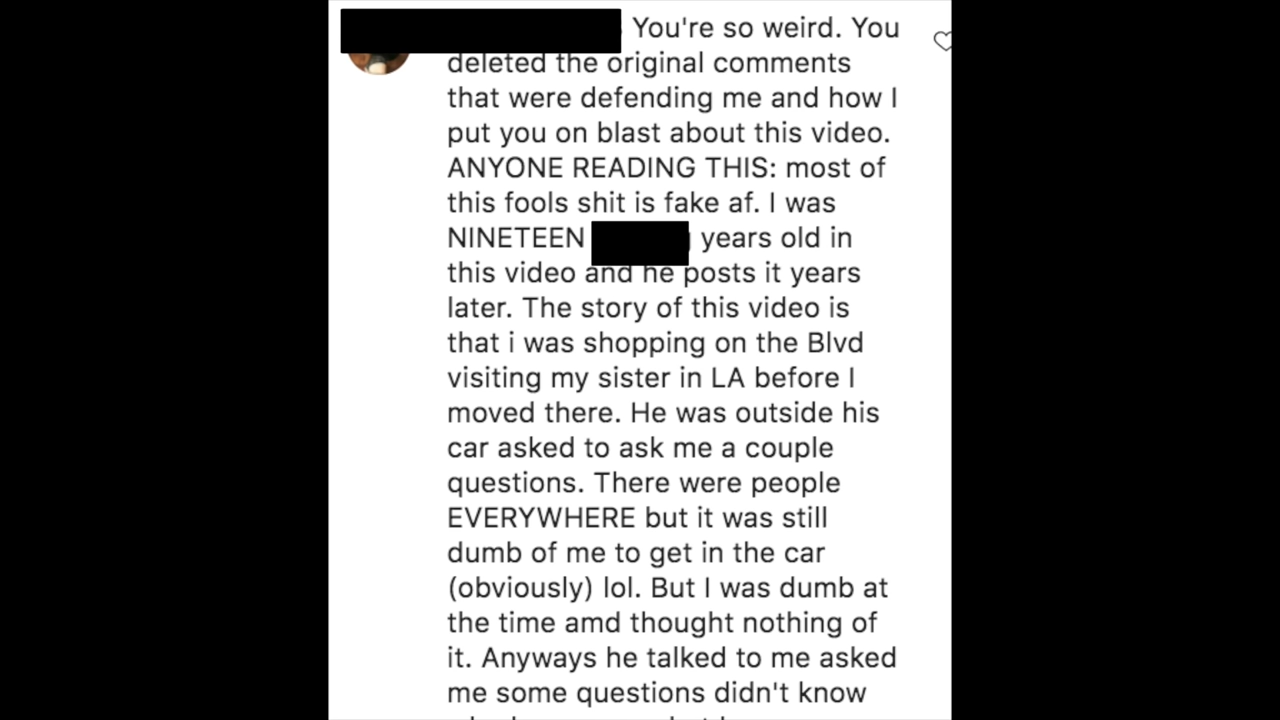 You're so weird. You
deleted the original comments
that were defending me and how I
put you on blast about this video.
ANYONE READING THIS: most of
this fools shit is fake af. I was
NINETEEN years old in
this video and he posts it years
later. The story of this video is
that i was shopping on the Blvd
visiting my sister in LA before I
moved there. He was outside his
car asked to ask me a couple
questions. There were people
EVERYWHERE but it was still
dumb of me to get in the car
(obviously) lol. But I was dumb at
the time amd thought nothing of
it. Anyways he talked to me asked
me some questions didn't know